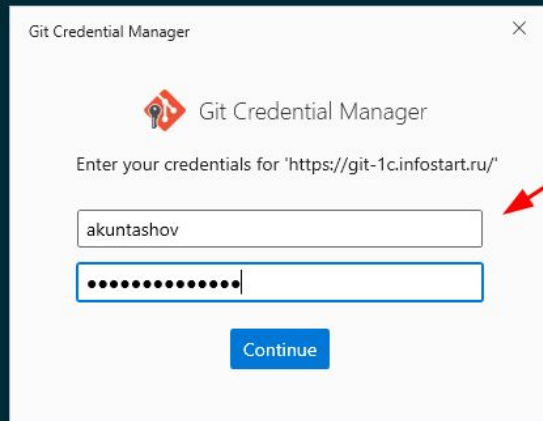 Git Credential Manager
Git Credential Manager
Enter your credentials for 'https://git-1c.infostart.ru/'
akuntashov
●●●●●●●●●●●●●●
Continue